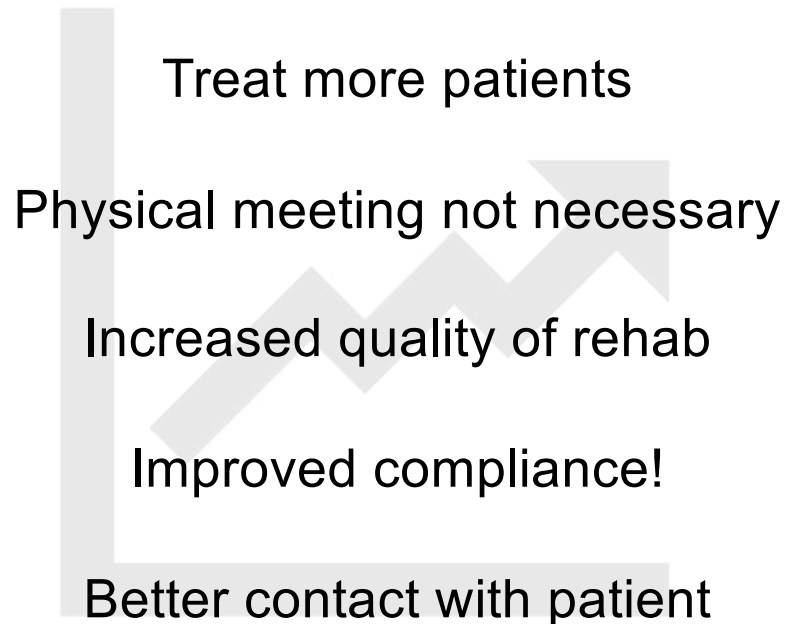 Treat more patients
Physical meeting not necessary
Increased quality of rehab
Improved compliance!
Better contact with patient